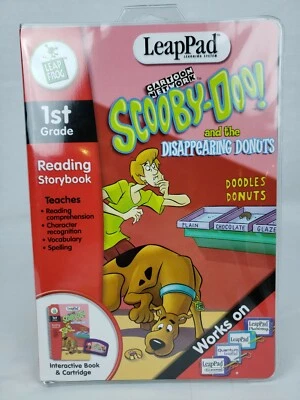 LEAP FROG
LeapPad
LEARNING SYSTEM
1st
Grade
CARTOON NETWORK
SCOOBY-DOO!
and the
DISAPPEARING DONUTS
Reading
Storybook
DOODLES
DONUTS
PLAIN
CHOCOLATE
GLAZE
Teaches
• Reading
comprehension
• Character
recognition
• Vocabulary
• Spelling
Works on
LeapPad
LeapPad
Interactive Book
& Cartridge